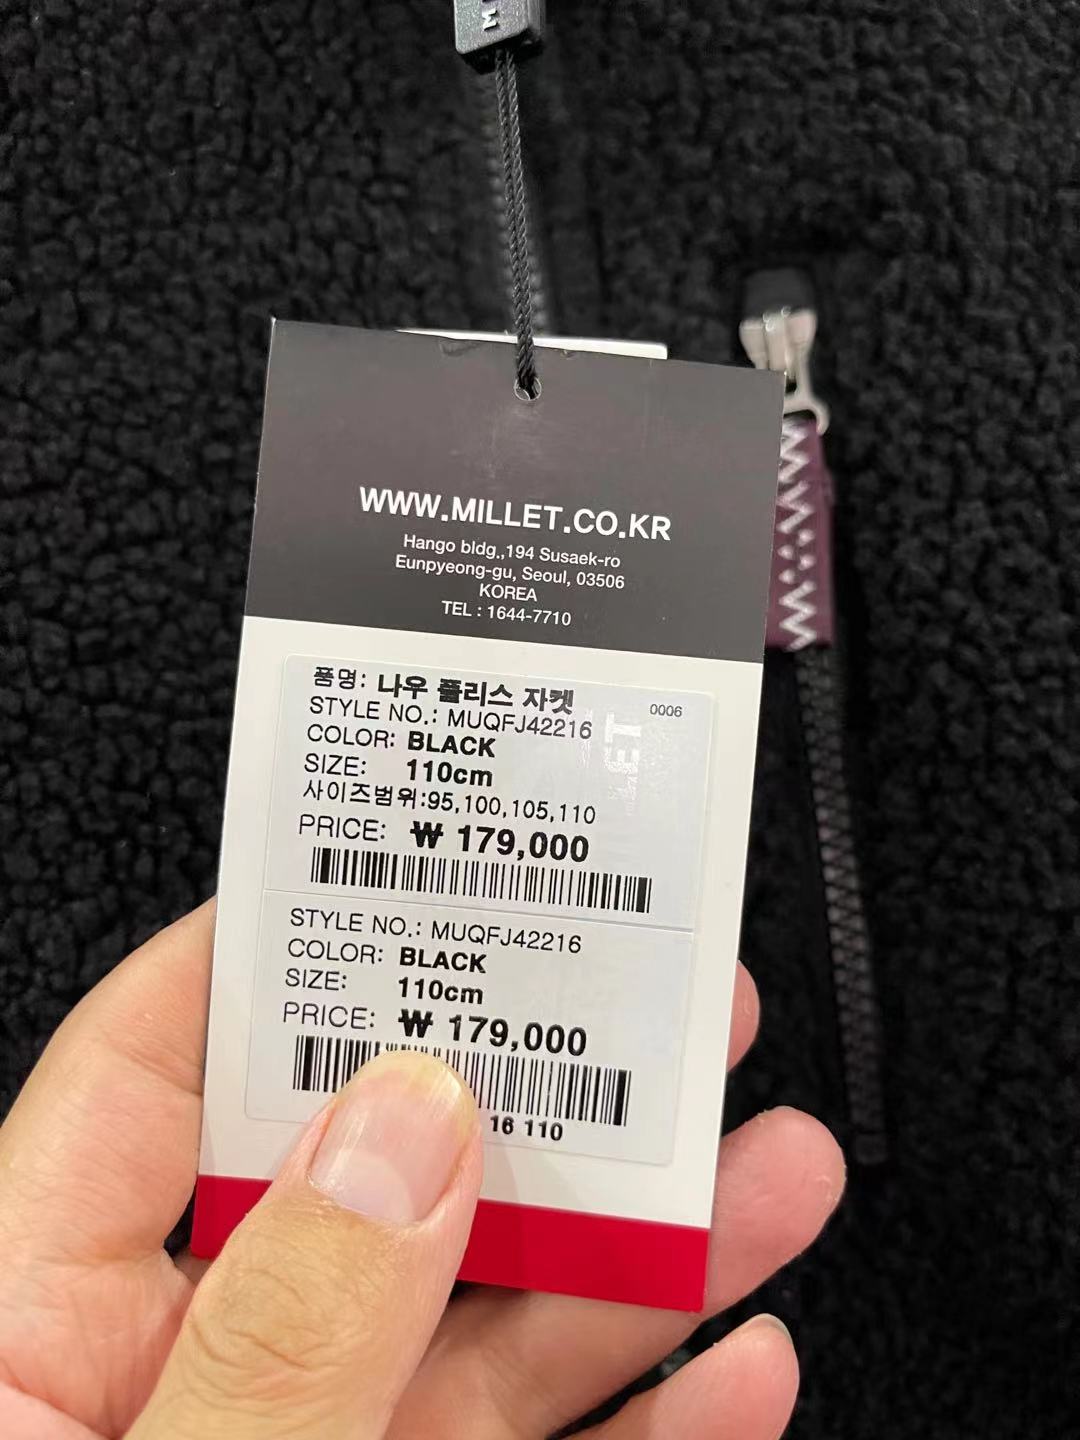 M
WWW.MILLET.CO.KR
Hango bldg.,194 Susaek-ro
Eunpyeong-gu, Seoul, 03506
KOREA
TEL : 1644-7710
품명: 나우 플리스 자켓
0006
STYLE NO.: MUQFJ42216
COLOR: BLACK
SIZE: 110cm
사이즈범위:95,100,105,110
PRICE: ₩ 179,000
STYLE NO.: MUQFJ42216
COLOR: BLACK
SIZE: 110cm
PRICE: ₩ 179,000
16 110